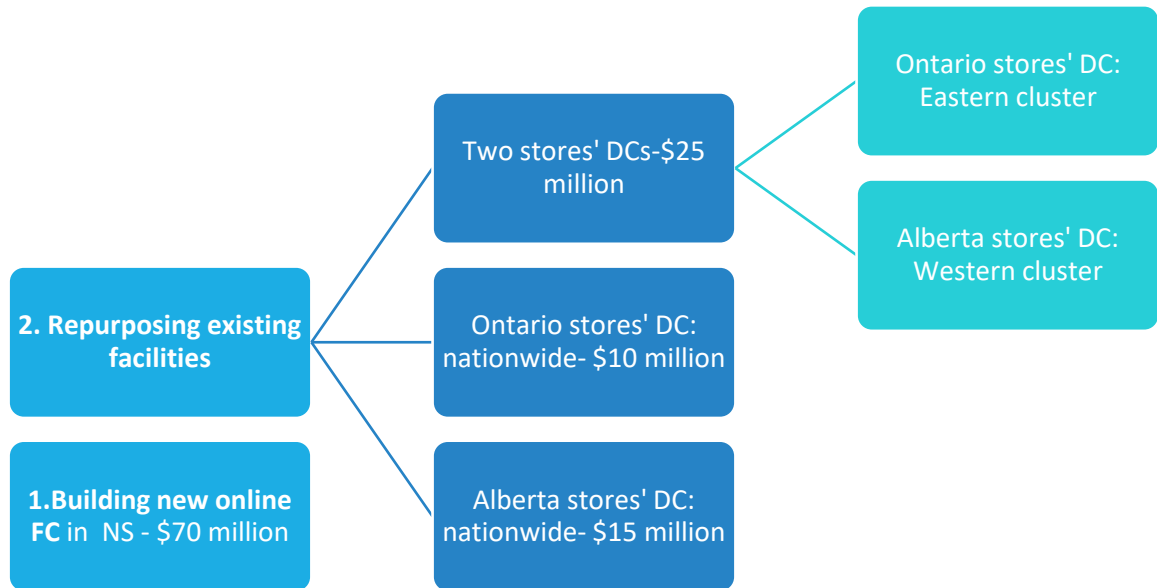 2. Repurposing existing
facilities
1.Building new online
FC in NS - $70 million
Two stores' DCs-$25
million
Ontario stores' DC:
nationwide- $10 million
Alberta stores' DC:
nationwide- $15 million
Ontario stores' DC:
Eastern cluster
Alberta stores' DC:
Western cluster